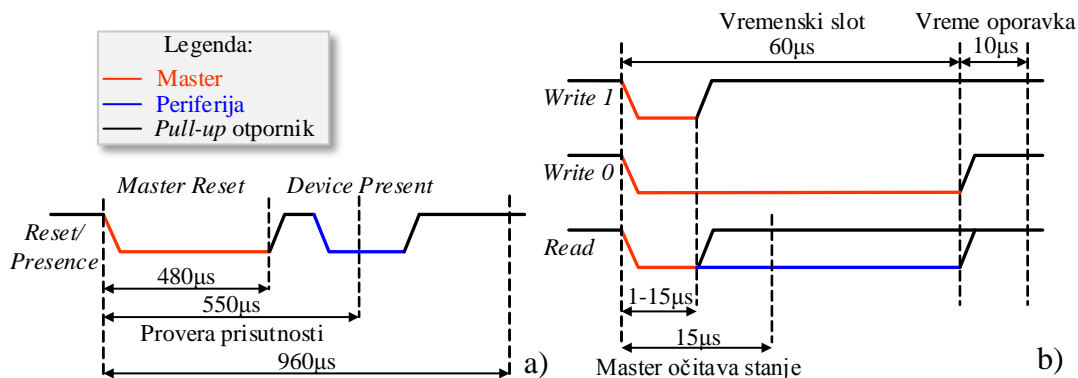 Legenda:
Master
Periferija
Pull-up otpornik
Master Reset
Device Present
Reset/
Presence
480μs
550μs
Provera prisutnosti
960μs
a)
Vremenski slot
60μs
Vreme oporavka
10μs
Write 1
Write 0
Read
1-15μs
15μs
Master očitava stanje
b)